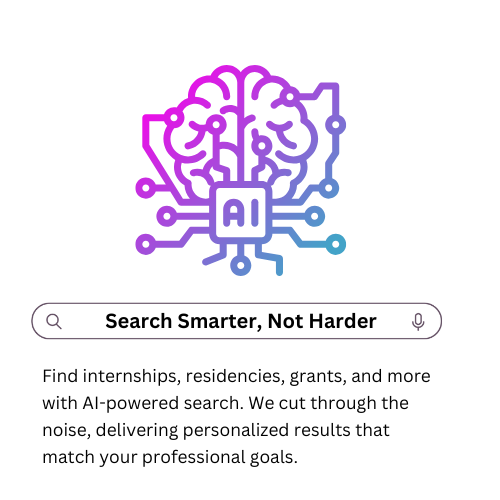 AI
Search Smarter, Not Harder
Find internships, residencies, grants, and more
with AI-powered search. We cut through the
noise, delivering personalized results that
match your professional goals.